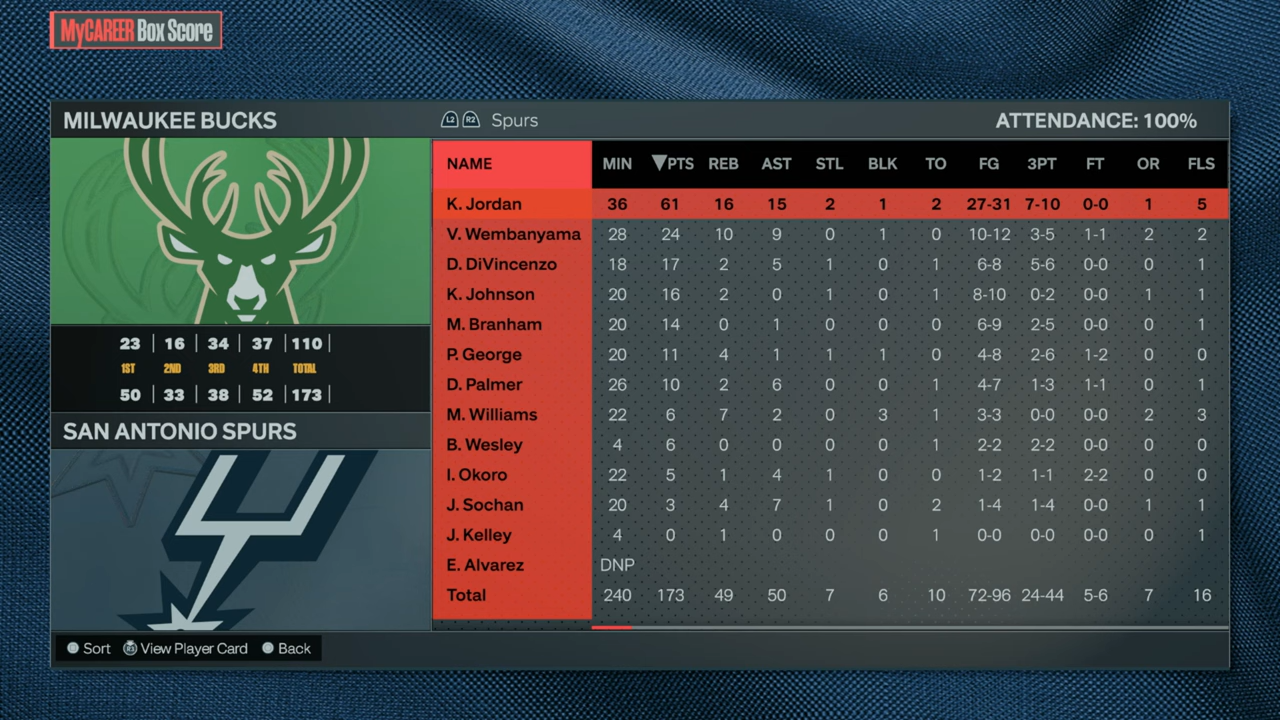 MyCAREER Box Score
MILWAUKEE BUCKS
L2 R2 Spurs
ATTENDANCE: 100%
23 16 34 37 110
1ST 2ND 3RD 4TH TOTAL
50 33 38 52 173
SAN ANTONIO SPURS
NAME MIN PTS REB AST STL BLK TO FG 3PT FT OR FLS
K. Jordan 36 61 16 15 2 1 2 27-31 7-10 0-0 1 5
V. Wembanyama 28 24 10 9 0 1 0 10-12 3-5 1-1 2 2
D. DiVincenzo 18 17 2 5 1 0 1 6-8 5-6 0-0 0 1
K. Johnson 20 16 2 0 1 0 1 8-10 0-2 0-0 1 1
M. Branham 20 14 0 1 0 0 0 6-9 2-5 0-0 0 1
P. George 20 11 4 1 1 1 0 4-8 2-6 1-2 0 0
D. Palmer 26 10 2 6 0 0 1 4-7 1-3 1-1 0 1
M. Williams 22 6 7 2 0 3 1 3-3 0-0 0-0 2 3
B. Wesley 4 6 0 0 0 0 1 2-2 2-2 0-0 0 0
I. Okoro 22 5 1 4 1 0 0 1-2 1-1 2-2 0 0
J. Sochan 20 3 4 7 1 0 2 1-4 1-4 0-0 1 1
J. Kelley 4 0 1 0 0 0 1 0-0 0-0 0-0 0 1
E. Alvarez DNP
Total 240 173 49 50 7 6 10 72-96 24-44 5-6 7 16
Sort View Player Card Back